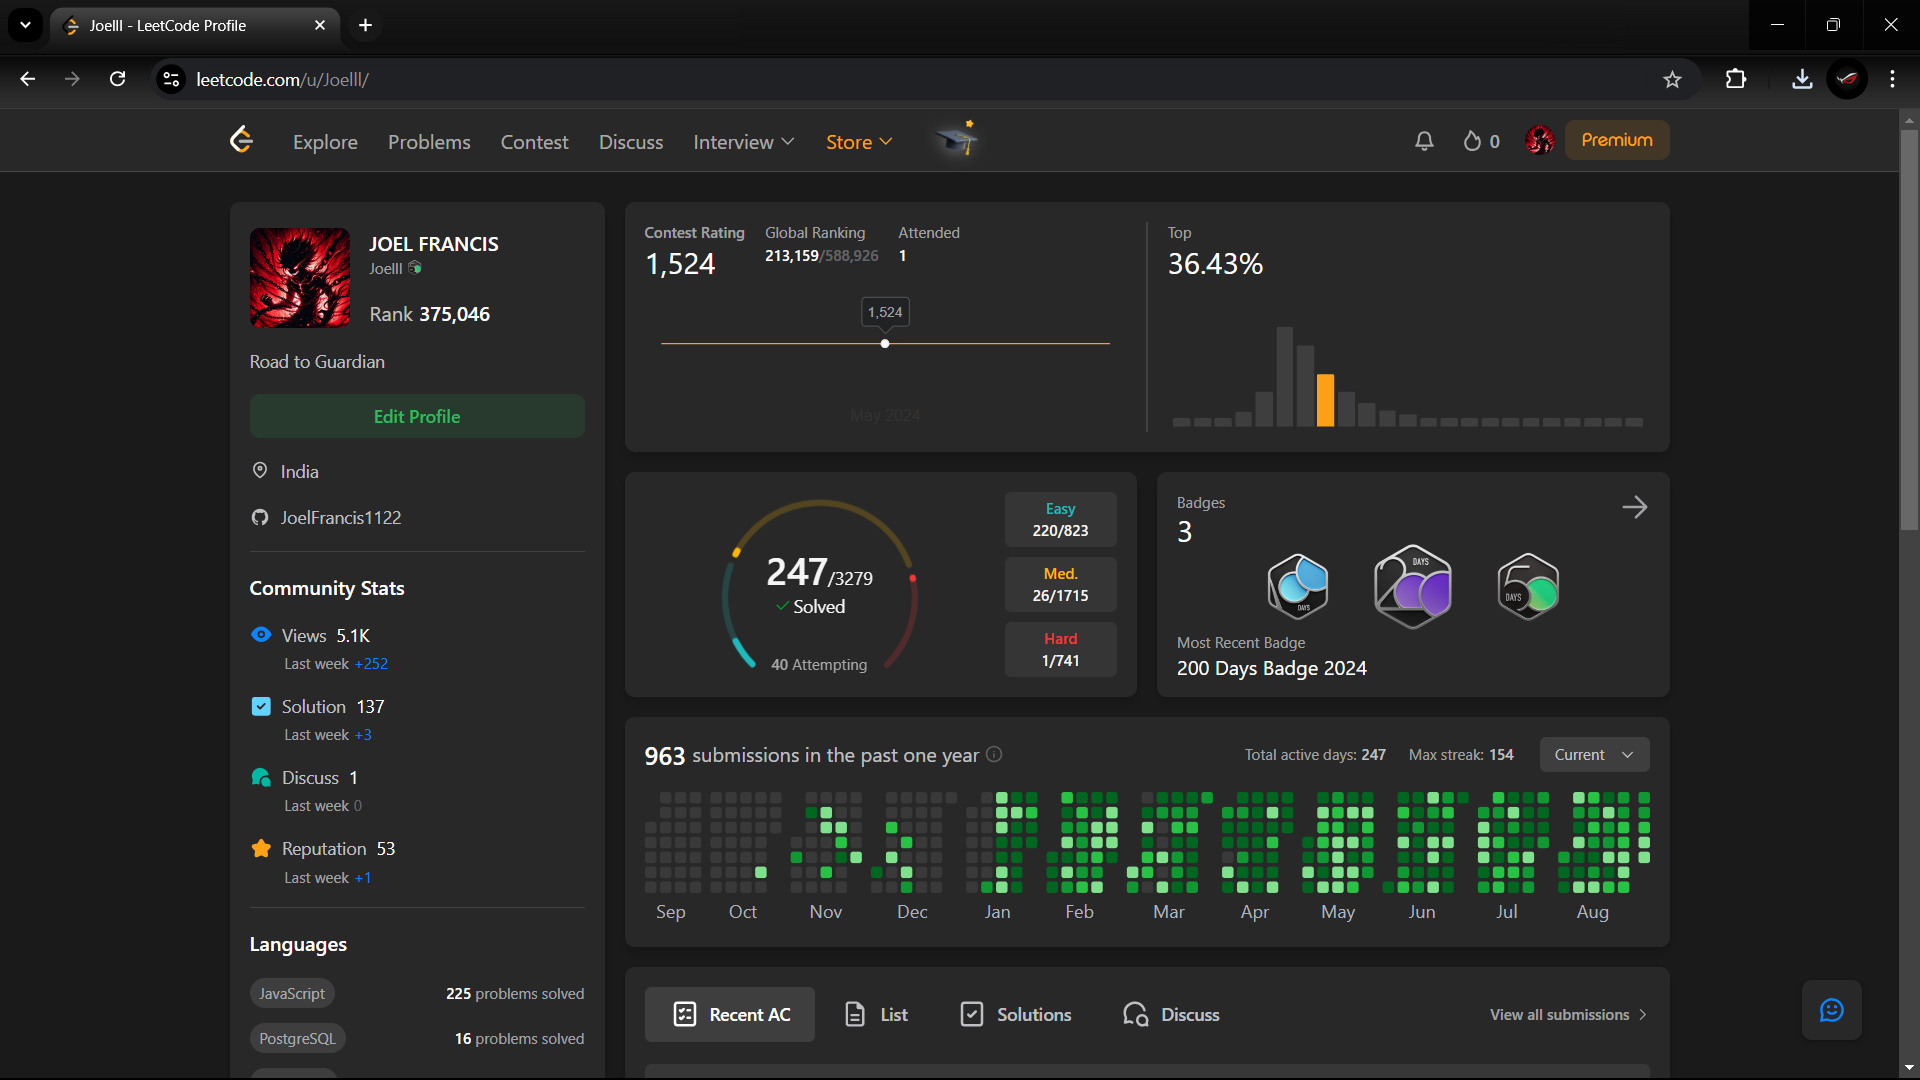 Joelll - LeetCode Profile
leetcode.com/u/Joelll/
Explore
Problems
Contest
Discuss
Interview
Store
0
Premium
JOEL FRANCIS
Joelll
Rank 375,046
Road to Guardian
Edit Profile
India
JoelFrancis1122
Community Stats
Views 5.1K
Last week +252
Solution 137
Last week +3
Discuss 1
Last week 0
Reputation 53
Last week +1
Languages
JavaScript 225 problems solved
PostgreSQL 16 problems solved
Contest Rating
1,524
Global Ranking
213,159/588,926
Attended
1
1,524
May 2024
Top
36.43%
247/3279
Solved
40 Attempting
Easy
220/823
Med.
26/1715
Hard
1/741
Badges
3
DAYS
DAYS
DAYS
Most Recent Badge
200 Days Badge 2024
963 submissions in the past one year
Total active days: 247 Max streak: 154
Current
Sep Oct Nov Dec Jan Feb Mar Apr May Jun Jul Aug
Recent AC
List
Solutions
Discuss
View all submissions